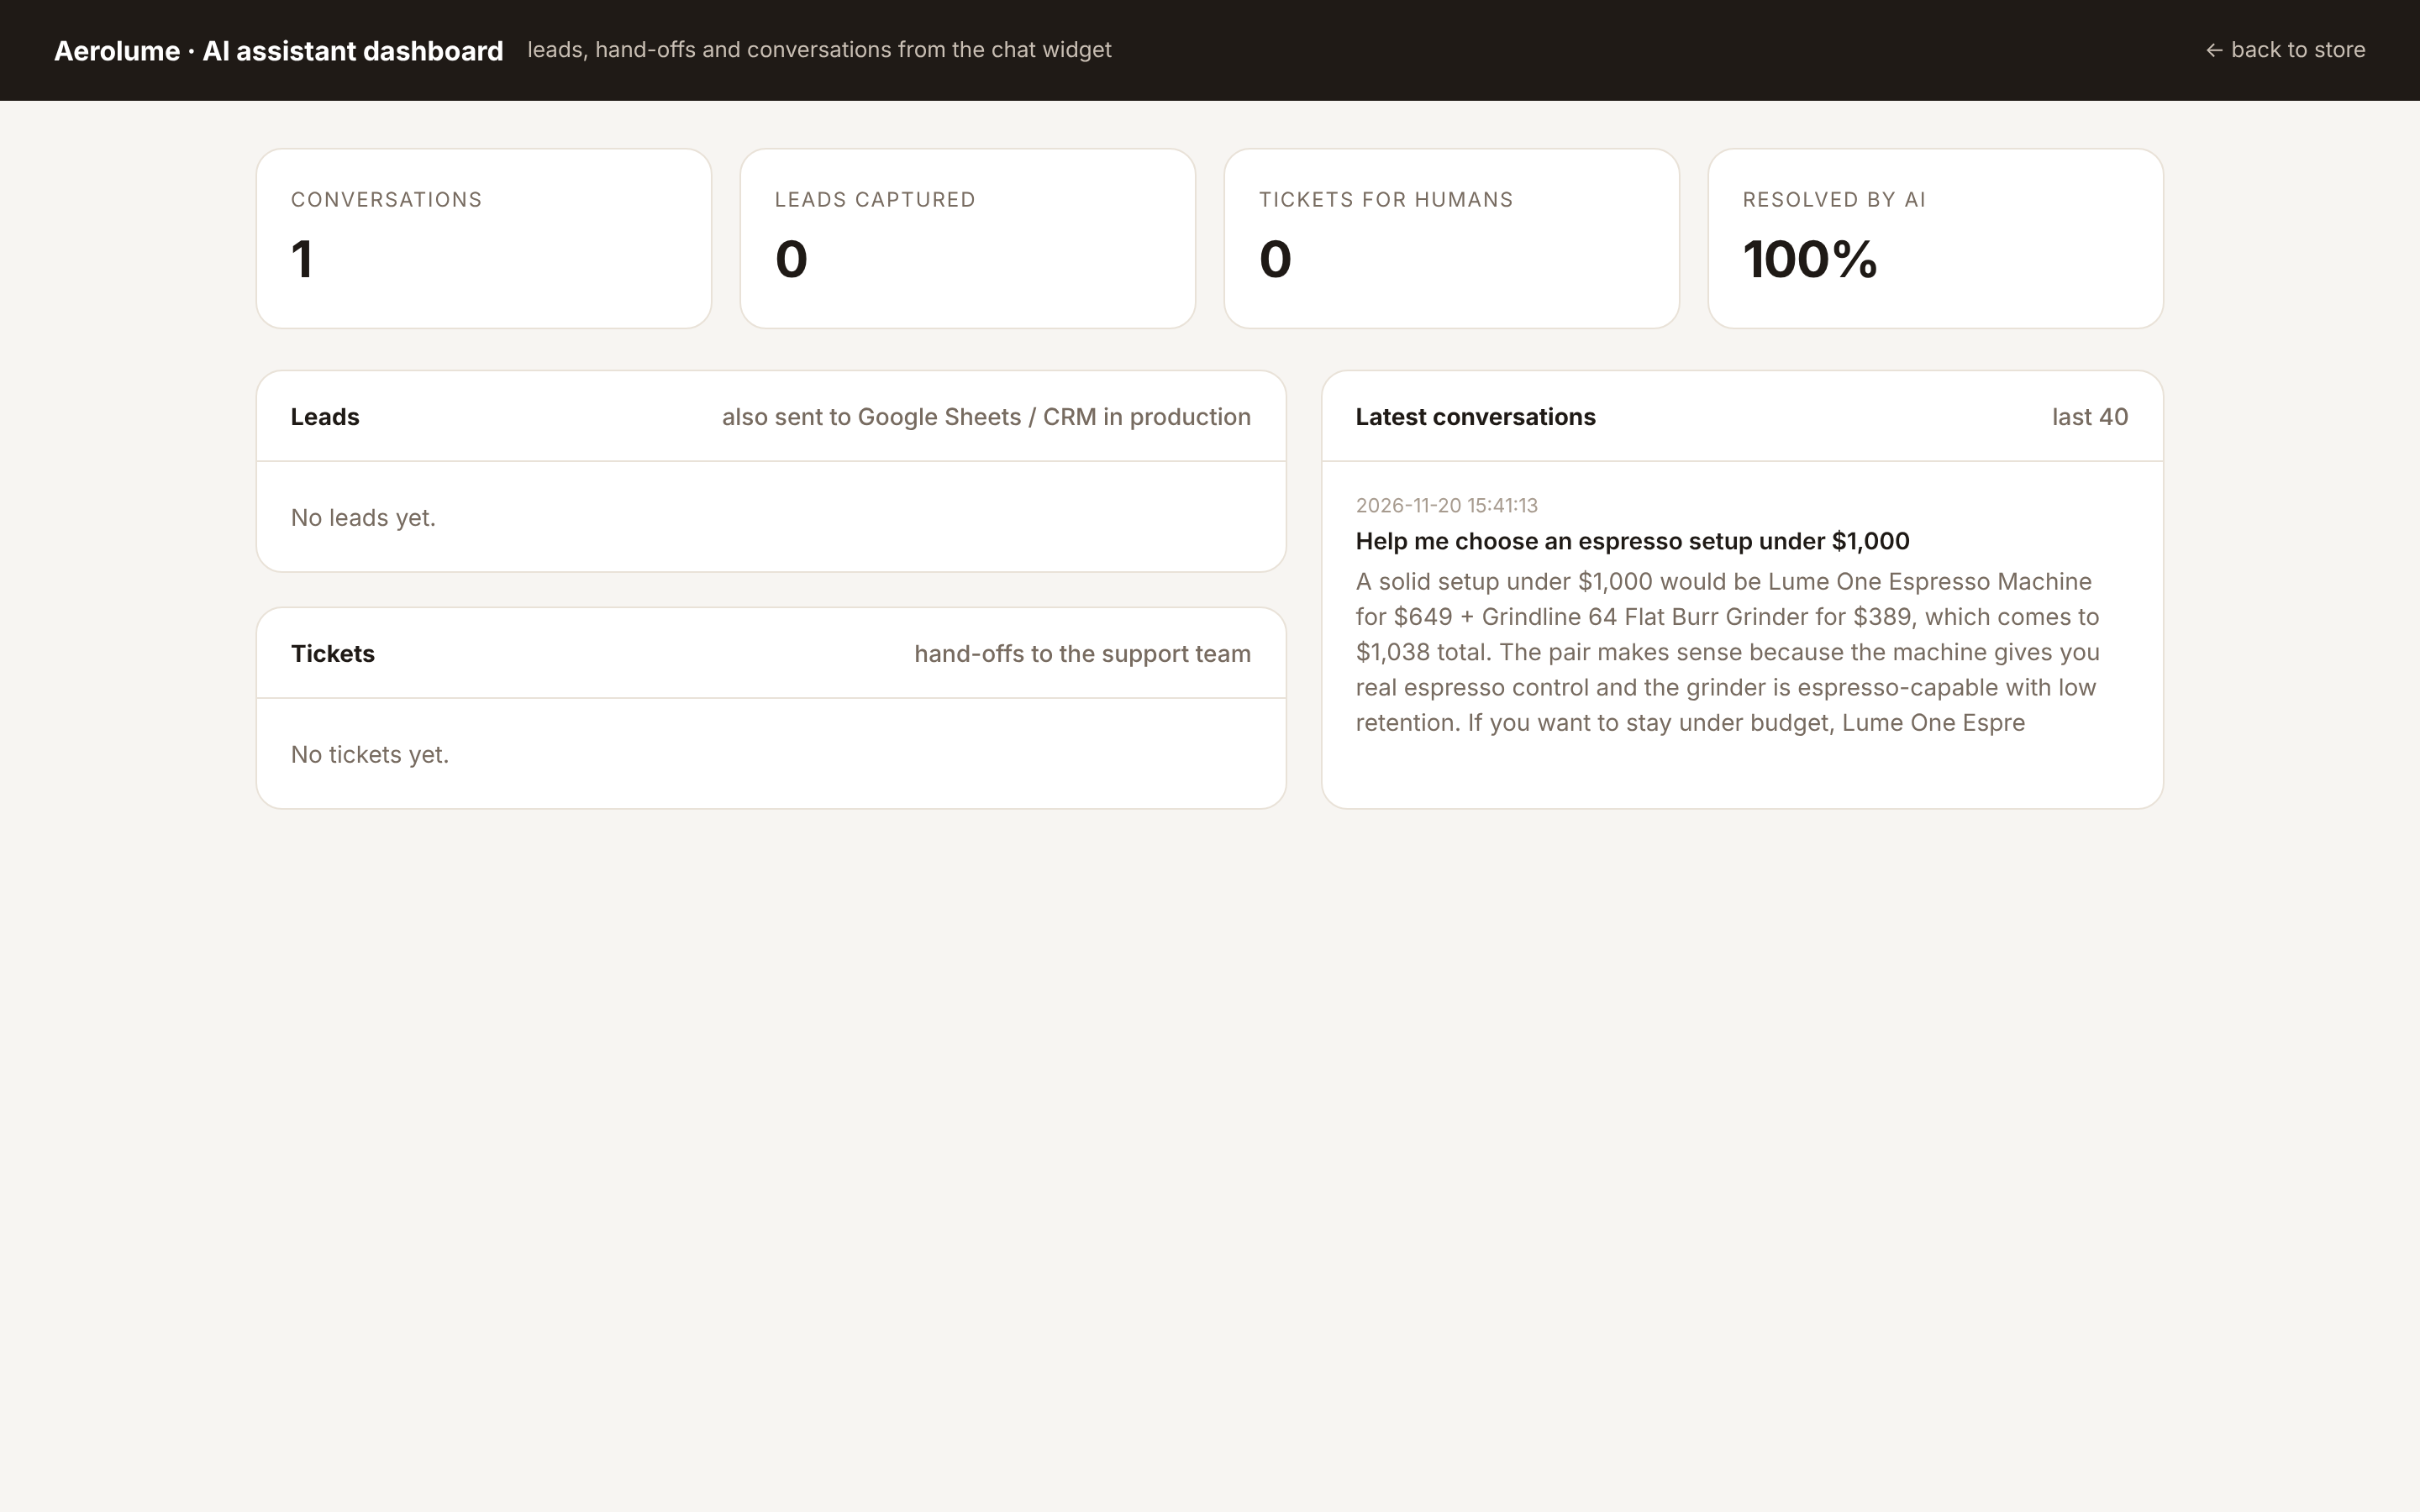 Aerolume · AI assistant dashboard leads, hand-offs and conversations from the chat widget ← back to store
CONVERSATIONS
1
LEADS CAPTURED
0
TICKETS FOR HUMANS
0
RESOLVED BY AI
100%
Leads also sent to Google Sheets / CRM in production
No leads yet.
Tickets hand-offs to the support team
No tickets yet.
Latest conversations last 40
2026-11-20 15:41:13
Help me choose an espresso setup under $1,000
A solid setup under $1,000 would be Lume One Espresso Machine
for $649 + Grindline 64 Flat Burr Grinder for $389, which comes to
$1,038 total. The pair makes sense because the machine gives you
real espresso control and the grinder is espresso-capable with low
retention. If you want to stay under budget, Lume One Espre